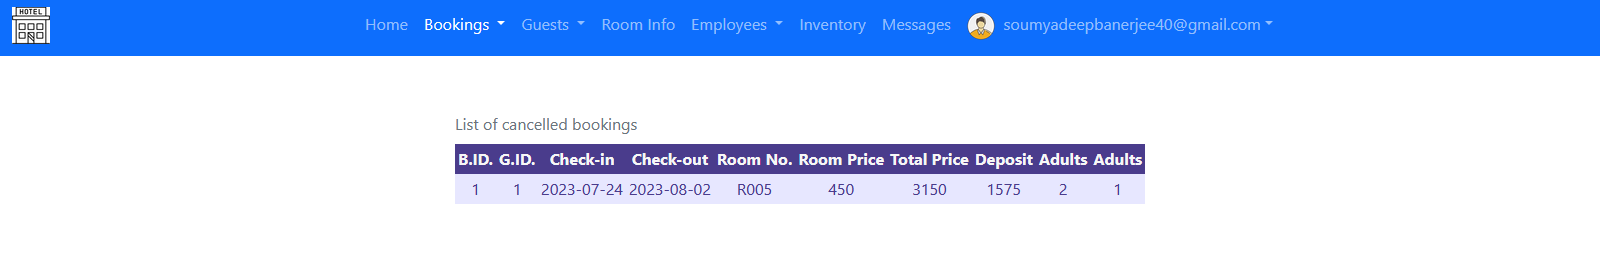 HOTEL
Home Bookings Guests Room Info Employees Inventory Messages soumyadeepbanerjee40@gmail.com
List of cancelled bookings
B.ID. G.ID. Check-in Check-out Room No. Room Price Total Price Deposit Adults Adults
1 1 2023-07-24 2023-08-02 R005 450 3150 1575 2 1